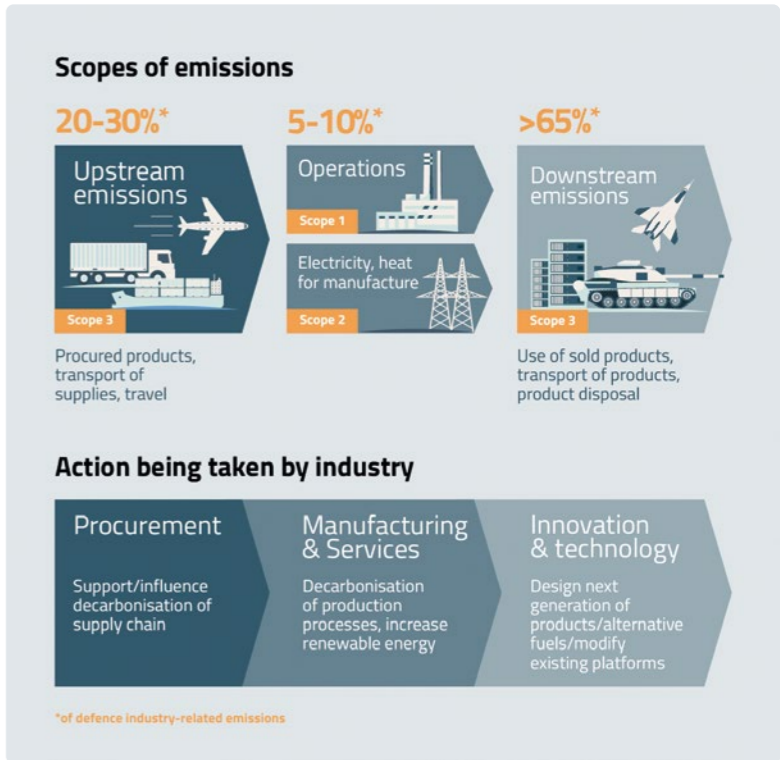 Scopes of emissions
20-30%*
Upstream
emissions
Scope 3
Procured products,
transport of
supplies, travel
5-10%*
Operations
Scope 1
Electricity, heat
for manufacture
Scope 2
>65%*
Downstream
emissions
Scope 3
Use of sold products,
transport of products,
product disposal
Action being taken by industry
Procurement
Support/influence
decarbonisation of
supply chain
Manufacturing
& Services
Decarbonisation
of production
processes, increase
renewable energy
Innovation
& technology
Design next
generation of
products/alternative
fuels/modify
existing platforms
*of defence industry-related emissions